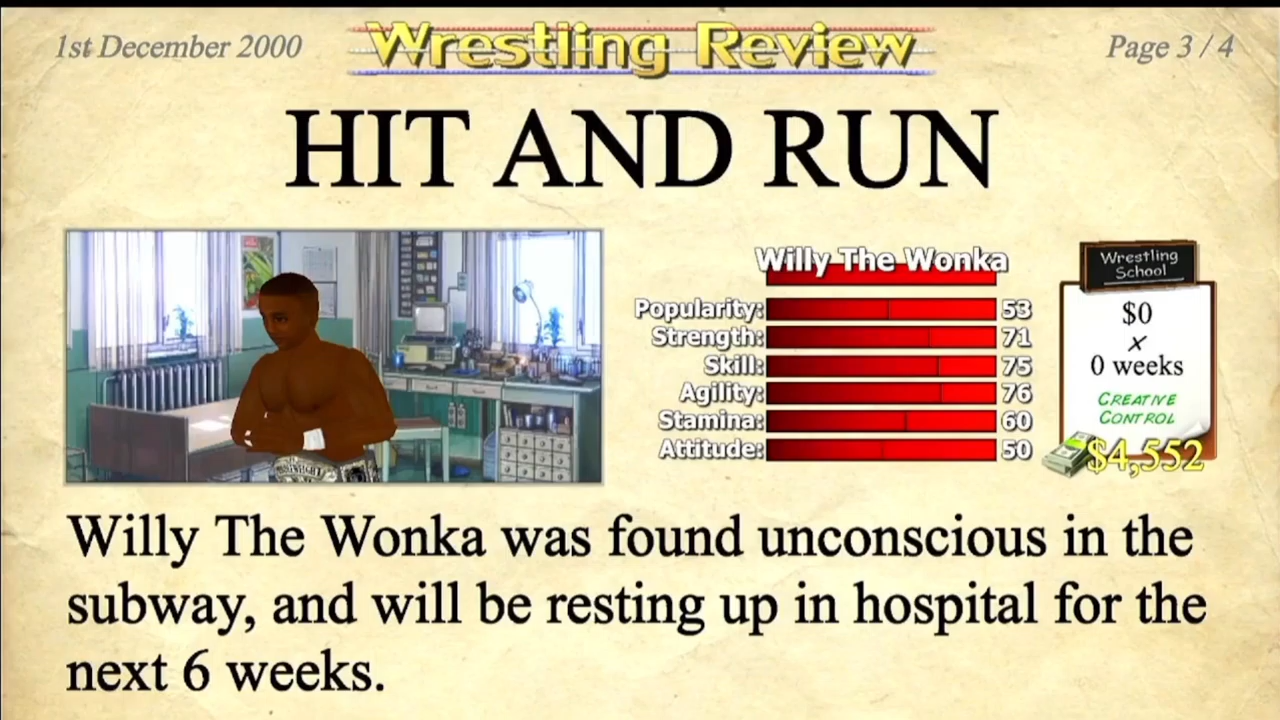 1st December 2000
Wrestling Review
Page 3 / 4
HIT AND RUN
Willy The Wonka
Popularity: 53
Strength: 71
Skill: 75
Agility: 76
Stamina: 60
Attitude: 50
Wrestling
School
$0
x
0 weeks
CREATIVE
CONTROL
$4,552
Willy The Wonka was found unconscious in the
subway, and will be resting up in hospital for the
next 6 weeks.